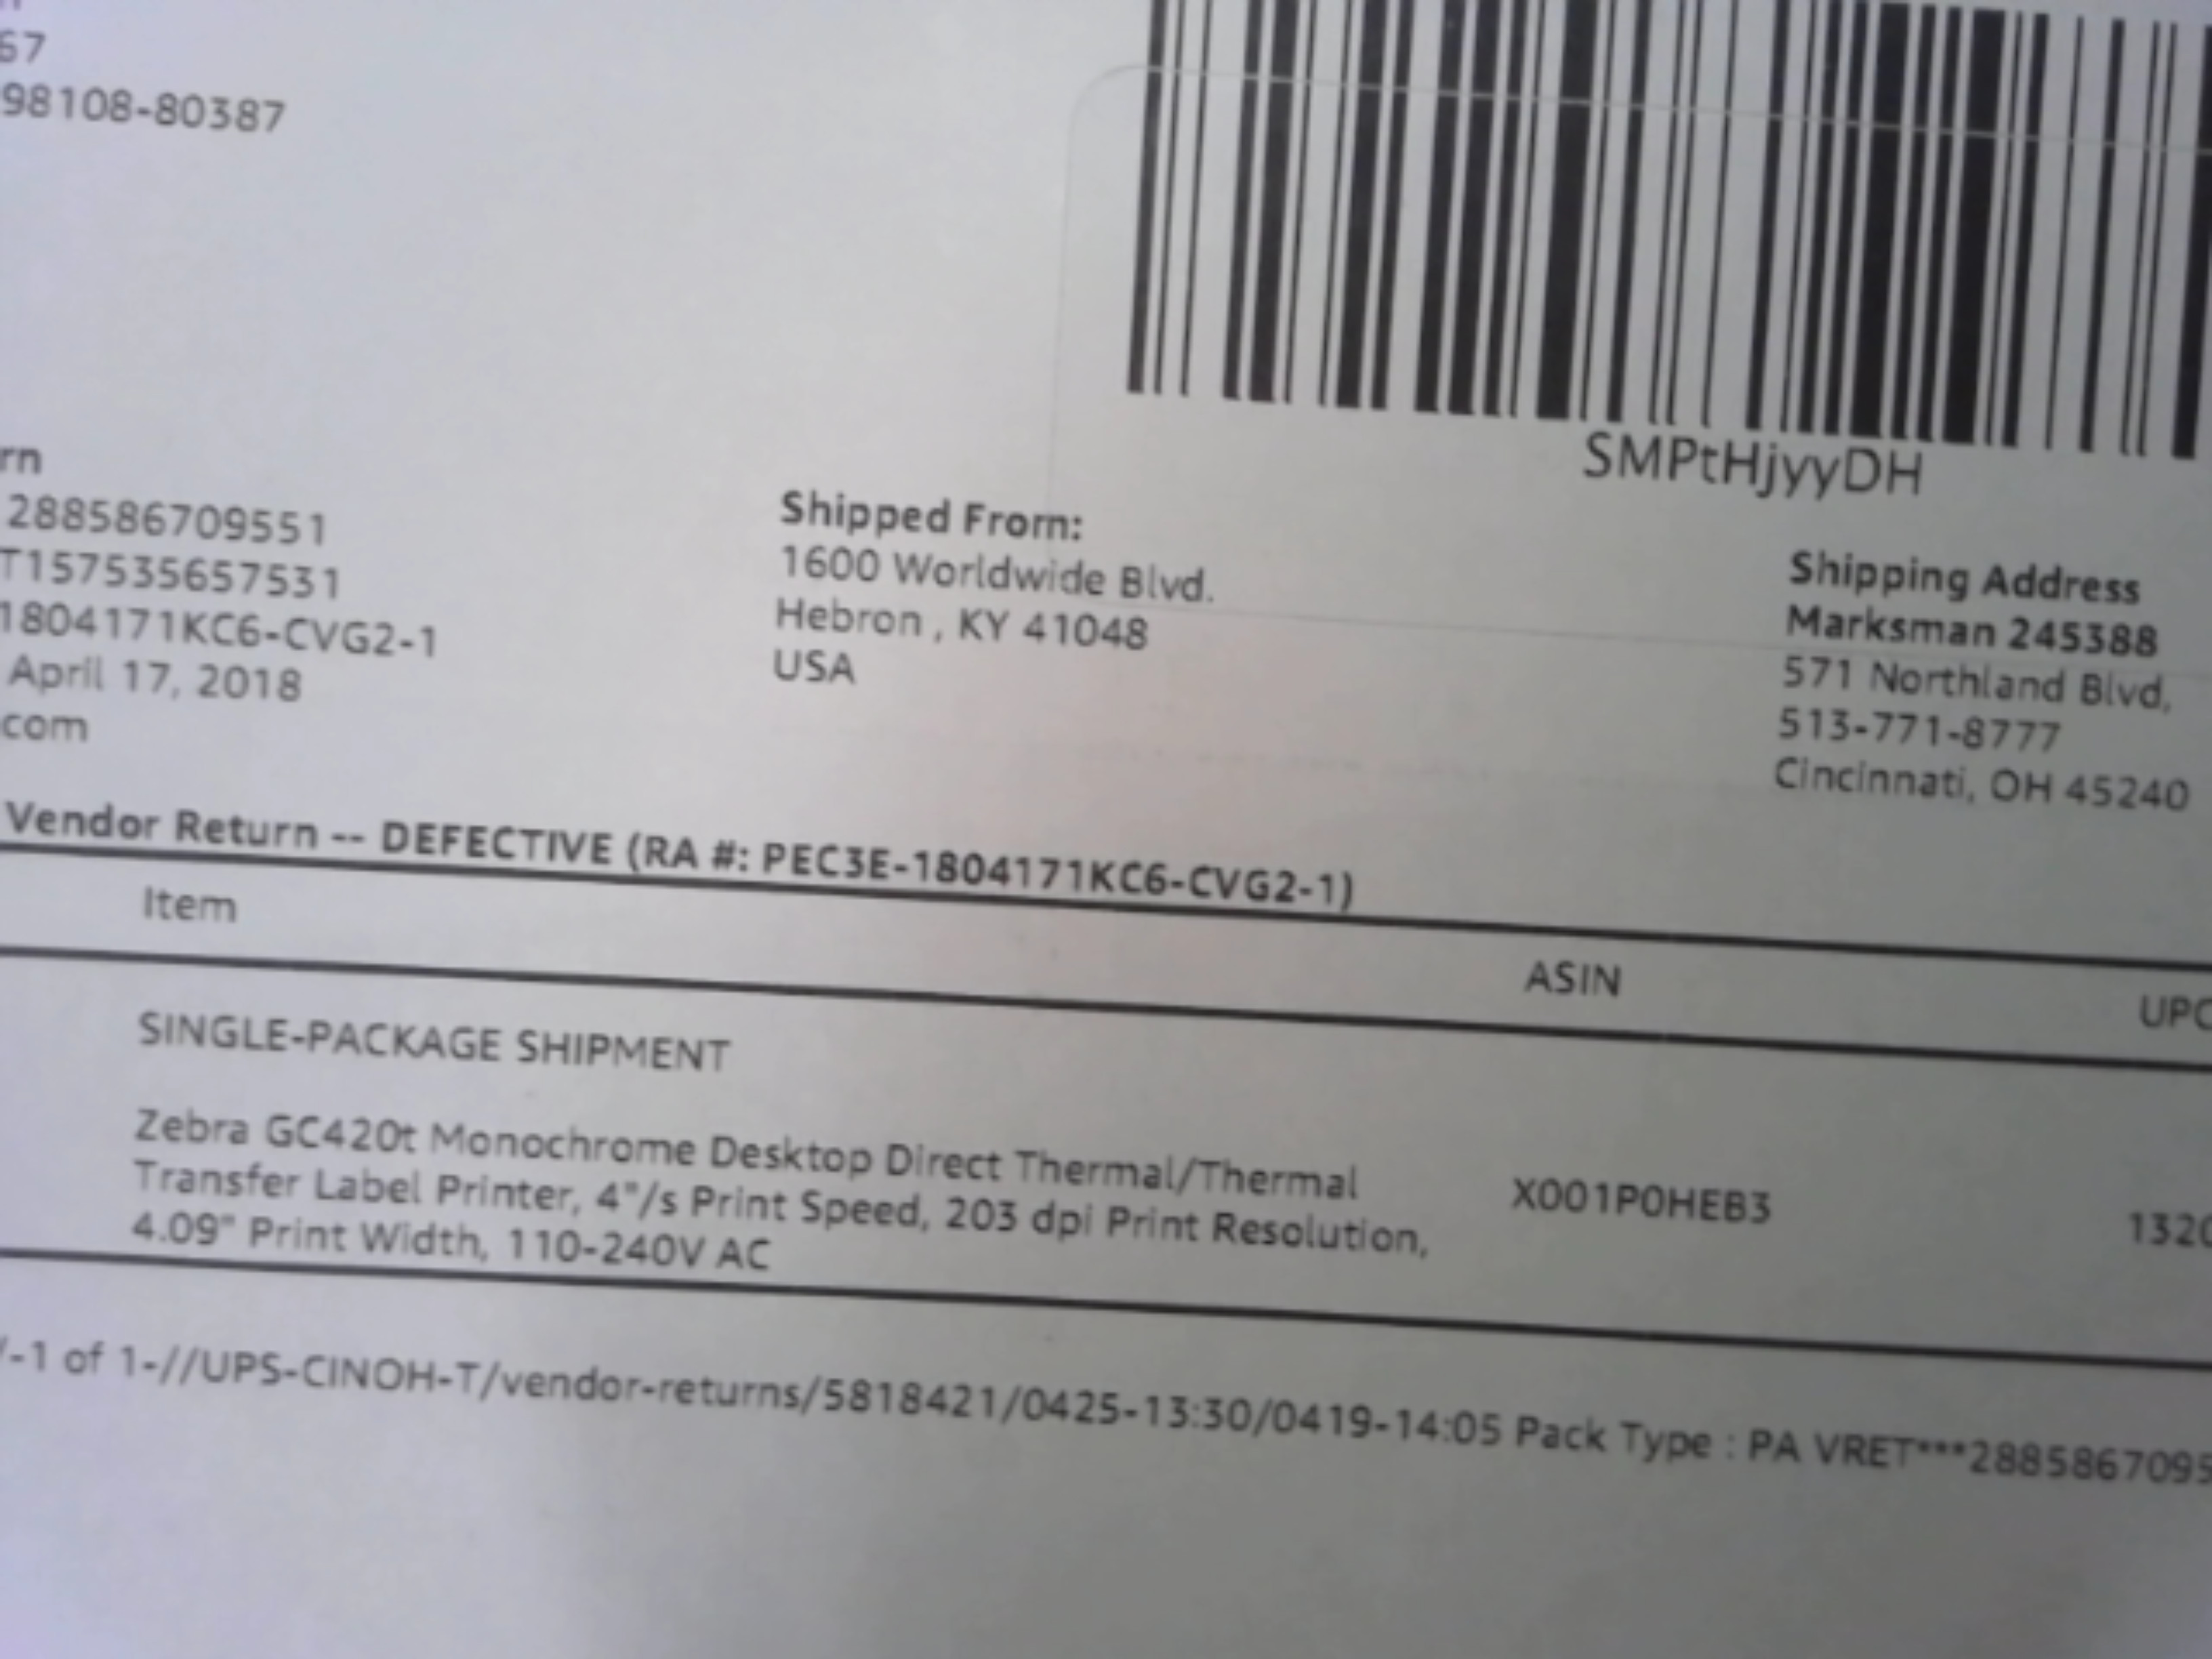 67
98108-80387
SMPtHjyyDH
rn
288586709551
T157535657531
1804171KC6-CVG2-1
April 17, 2018
com
Shipped From:
1600 Worldwide Blvd.
Hebron , KY 41048
USA
Shipping Address
Marksman 245388
571 Northland Blvd,
513-771-8777
Cincinnati, OH 45240
Vendor Return -- DEFECTIVE (RA #: PEC3E-1804171KC6-CVG2-1)
Item ASIN UPC
SINGLE-PACKAGE SHIPMENT
Zebra GC420t Monochrome Desktop Direct Thermal/Thermal
Transfer Label Printer, 4"/s Print Speed, 203 dpi Print Resolution,
4.09" Print Width, 110-240V AC
X001P0HEB3
132
/-1 of 1-//UPS-CINOH-T/vendor-returns/5818421/0425-13:30/0419-14:05 Pack Type : PA VRET***2885867095